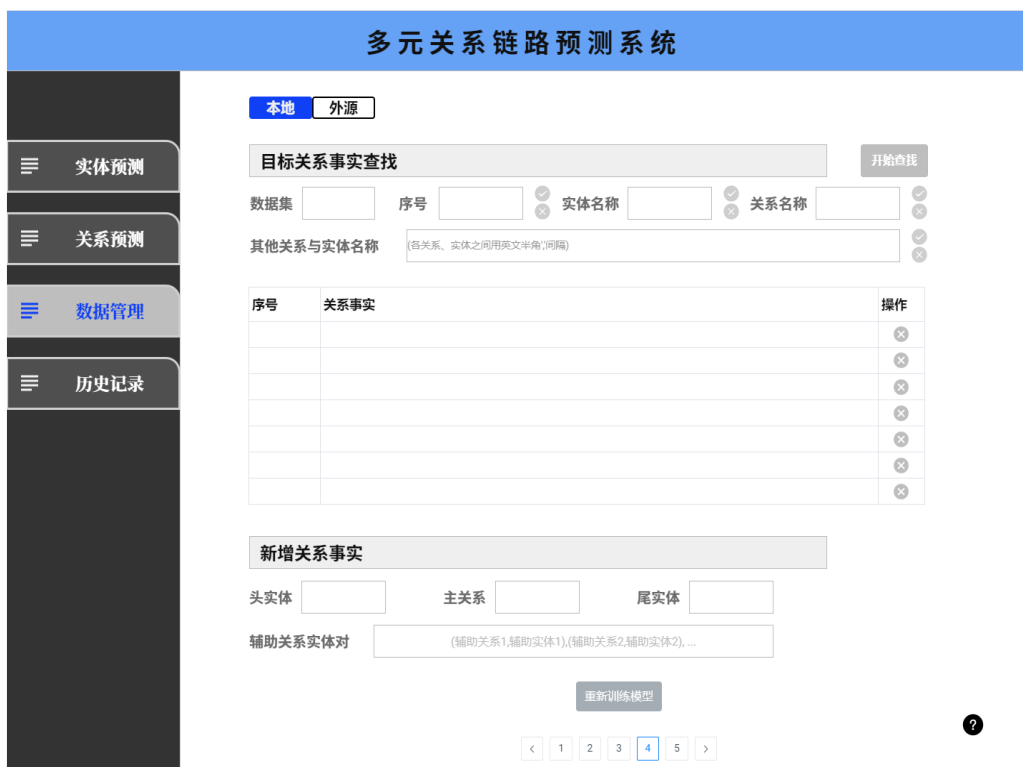 多元关系链路预测系统
本地 外源
实体预测
关系预测
数据管理
历史记录
目标关系事实查找 开始查找
数据集 序号 实体名称 关系名称
其他关系与实体名称 (各关系、实体之间用英文半角','间隔)
序号 关系事实 操作
新增关系事实
头实体 主关系 尾实体
辅助关系实体对 (辅助关系1,辅助实体1),(辅助关系2,辅助实体2), ...
重新训练模型
< 1 2 3 4 5 >
?